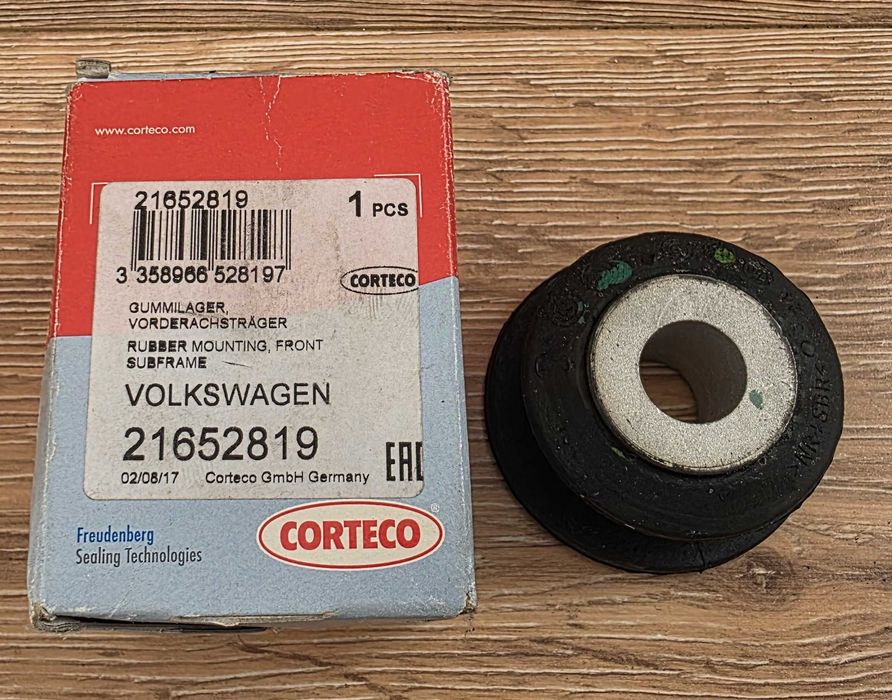 www.corteco.com
21652819
1 PCS
3 358966 528197
CORTECO
GUMMILAGER,
VORDERACHSTRÄGER
RUBBER MOUNTING, FRONT
SUBFRAME
VOLKSWAGEN
21652819
02/08/17 Corteco GmbH Germany
EAC
Freudenberg
Sealing Technologies
CORTECO®